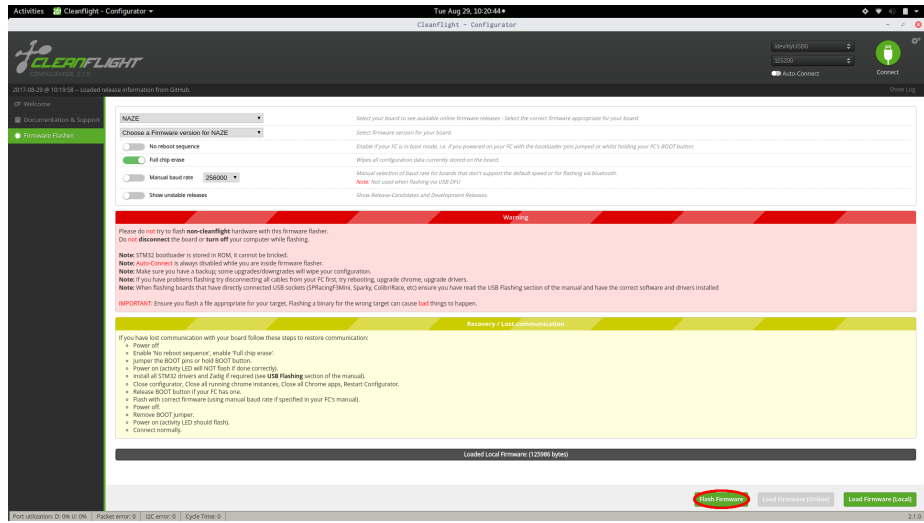 Activities Cleanflight - Configurator
Tue Aug 29, 10:20:44
Cleanflight - Configurator
CLEANFLIGHT
CONFIGURATOR 2.1.0
/dev/ttyUSB0
115200
Auto-Connect
Connect
2017-08-29 @ 10:19:58 -- Loaded release information from GitHub.
Show Log
Welcome
Documentation & Support
Firmware Flasher
NAZE
Select your board to see available online firmware releases - Select the correct firmware appropriate for your board.
Choose a Firmware version for NAZE
Select firmware version for your board.
No reboot sequence
Enable if your FC is in boot mode. i.e. if you powered on your FC with the bootloader pins jumped or whilst holding your FC's BOOT button.
Full chip erase
Wipes all configuration data currently stored on the board.
Manual baud rate 256000
Manual selection of baud rate for boards that don't support the default speed or for flashing via bluetooth.
Note: Not used when flashing via USB DFU
Show unstable releases
Show Release-Candidates and Development Releases.
Warning
Please do not try to flash non-cleanflight hardware with this firmware flasher.
Do not disconnect the board or turn off your computer while flashing.
Note: STM32 bootloader is stored in ROM, it cannot be bricked.
Note: Auto-Connect is always disabled while you are inside firmware flasher.
Note: Make sure you have a backup; some upgrades/downgrades will wipe your configuration.
Note: If you have problems flashing try disconnecting all cables from your FC first, try rebooting, upgrade chrome, upgrade drivers.
Note: When flashing boards that have directly connected USB sockets (SPRacingF3Mini, Sparky, ColibriRace, etc) ensure you have read the USB Flashing section of the manual and have the correct software and drivers installed
IMPORTANT: Ensure you flash a file appropriate for your target. Flashing a binary for the wrong target can cause bad things to happen.
Recovery / Lost communication
If you have lost communication with your board follow these steps to restore communication:
Power off
Enable 'No reboot sequence', enable 'Full chip erase'.
Jumper the BOOT pins or hold BOOT button.
Power on (activity LED will NOT flash if done correctly).
Install all STM32 drivers and Zadig if required (see USB Flashing section of the manual).
Close configurator, Close all running chrome instances, Close all Chrome apps, Restart Configurator.
Release BOOT button if your FC has one.
Flash with correct firmware (using manual baud rate if specified in your FC's manual).
Power off.
Remove BOOT jumper.
Power on (activity LED should flash).
Connect normally.
Loaded Local Firmware: (125986 bytes)
Flash Firmware
Load Firmware [Online]
Load Firmware [Local]
Port utilization: D: 0% U: 0% Packet error: 0 I2C error: 0 Cycle Time: 0
2.1.0